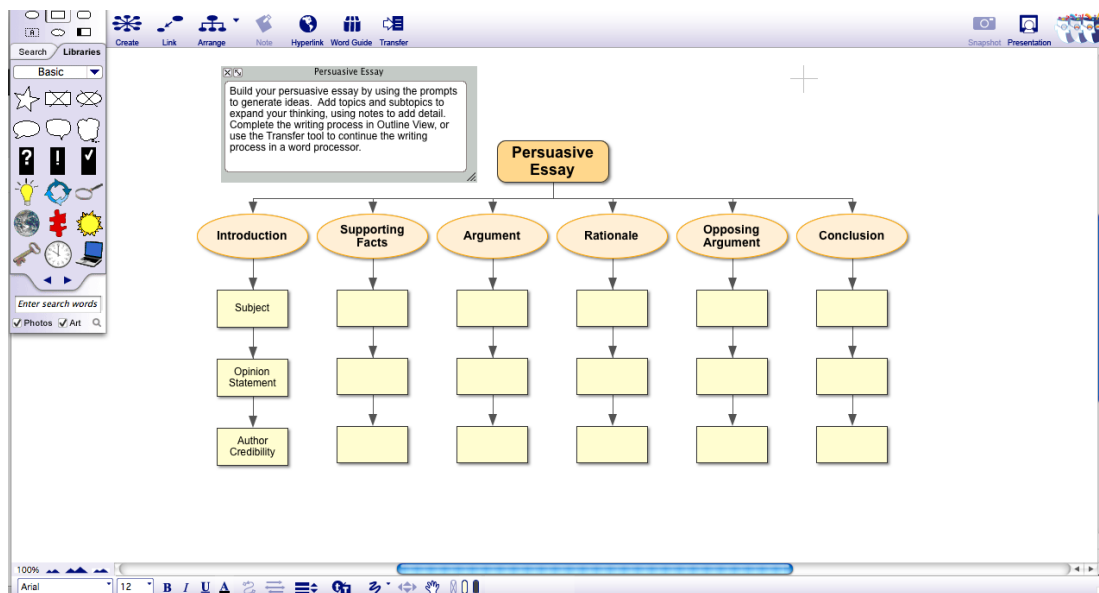 Create Link Arrange Note Hyperlink Word Guide Transfer
Snapshot Presentation
Search Libraries
Basic
Enter search words
Photos Art
Persuasive Essay
Build your persuasive essay by using the prompts
to generate ideas.  Add topics and subtopics to
expand your thinking, using notes to add detail.
Complete the writing process in Outline View, or
use the Transfer tool to continue the writing
process in a word processor.
Persuasive
Essay
Introduction
Supporting
Facts
Argument
Rationale
Opposing
Argument
Conclusion
Subject
Opinion
Statement
Author
Credibility
100%
Arial 12 B I U A